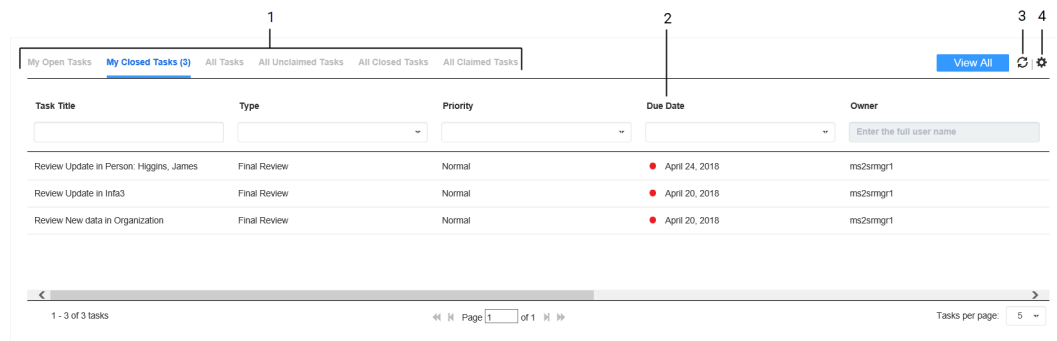 1 2 3 4
My Open Tasks My Closed Tasks (3) All Tasks All Unclaimed Tasks All Closed Tasks All Claimed Tasks View All
Task Title Type Priority Due Date Owner
Enter the full user name
Review Update in Person: Higgins, James Final Review Normal April 24, 2018 ms2srmgr1
Review Update in Infa3 Final Review Normal April 20, 2018 ms2srmgr1
Review New data in Organization Final Review Normal April 20, 2018 ms2srmgr1
1 - 3 of 3 tasks Page 1 of 1 Tasks per page: 5